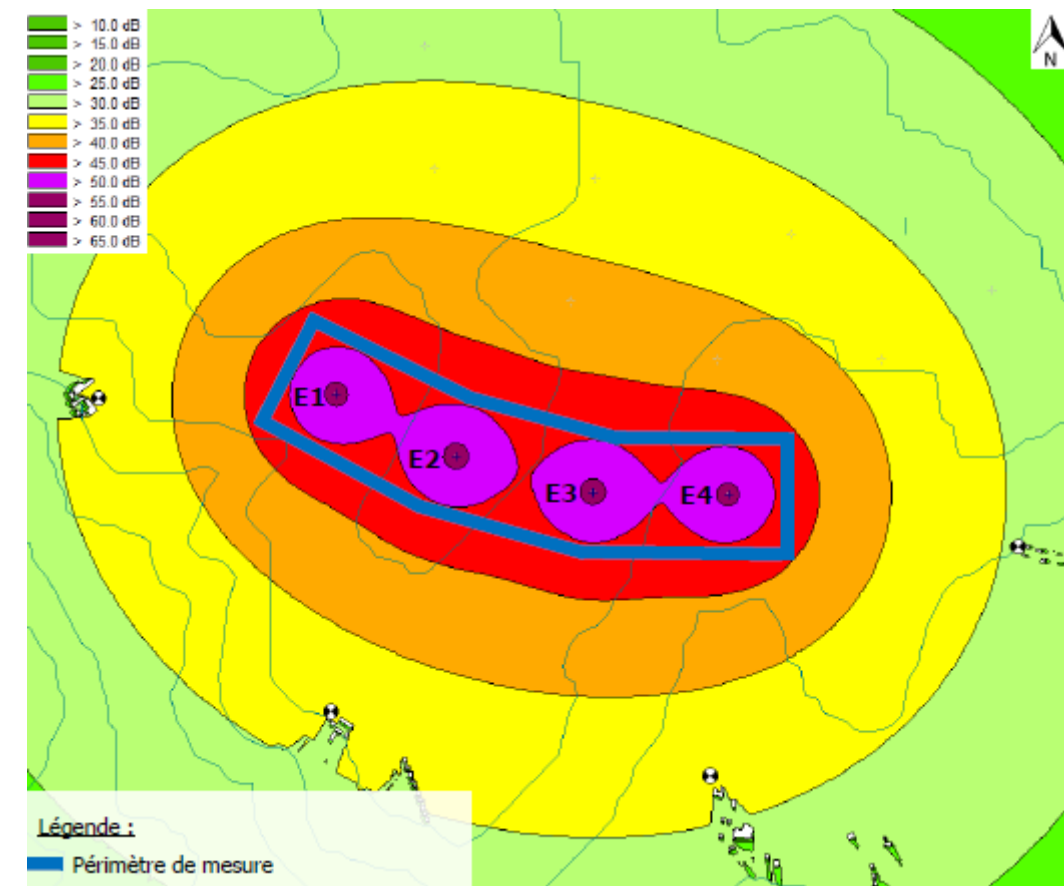 > 10.0 dB
> 15.0 dB
> 20.0 dB
> 25.0 dB
> 30.0 dB
> 35.0 dB
> 40.0 dB
> 45.0 dB
> 50.0 dB
> 55.0 dB
> 60.0 dB
> 65.0 dB
N
E1
E2
E3
E4
Légende :
Périmètre de mesure